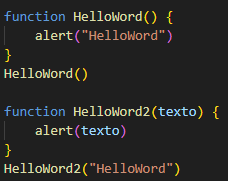 function HelloWord() {
    alert("HelloWord")
}
HelloWord()

function HelloWord2(texto) {
    alert(texto)
}
HelloWord2("HelloWord")